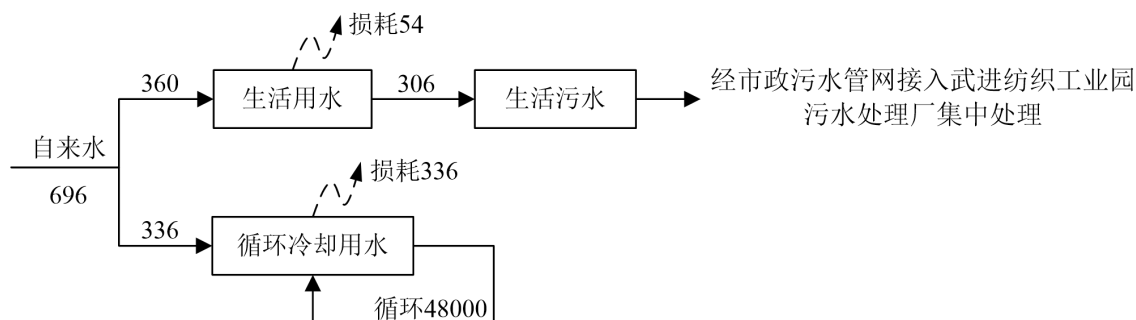 损耗54
360
生活用水
306
生活污水
经市政污水管网接入武进纺织工业园
污水处理厂集中处理
自来水
696
损耗336
336
循环冷却用水
循环48000